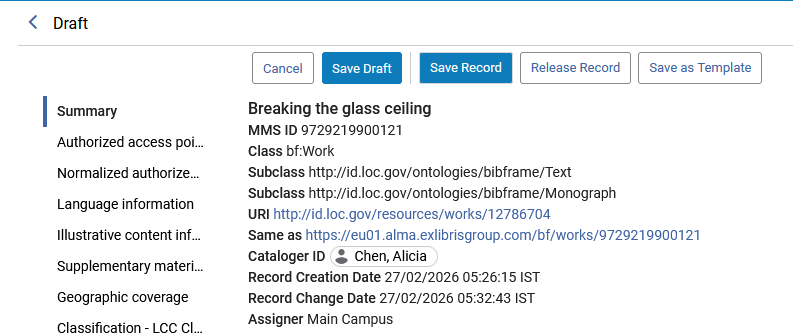 Draft
Cancel Save Draft Save Record Release Record Save as Template
Summary
Authorized access poi...
Normalized authorize...
Language information
Illustrative content inf...
Supplementary materi...
Geographic coverage
Classification - LCC Cl...
Breaking the glass ceiling
MMS ID 9729219900121
Class bf:Work
Subclass http://id.loc.gov/ontologies/bibframe/Text
Subclass http://id.loc.gov/ontologies/bibframe/Monograph
URI http://id.loc.gov/resources/works/12786704
Same as https://eu01.alma.exlibrisgroup.com/bf/works/9729219900121
Cataloger ID Chen, Alicia
Record Creation Date 27/02/2026 05:26:15 IST
Record Change Date 27/02/2026 05:32:43 IST
Assigner Main Campus